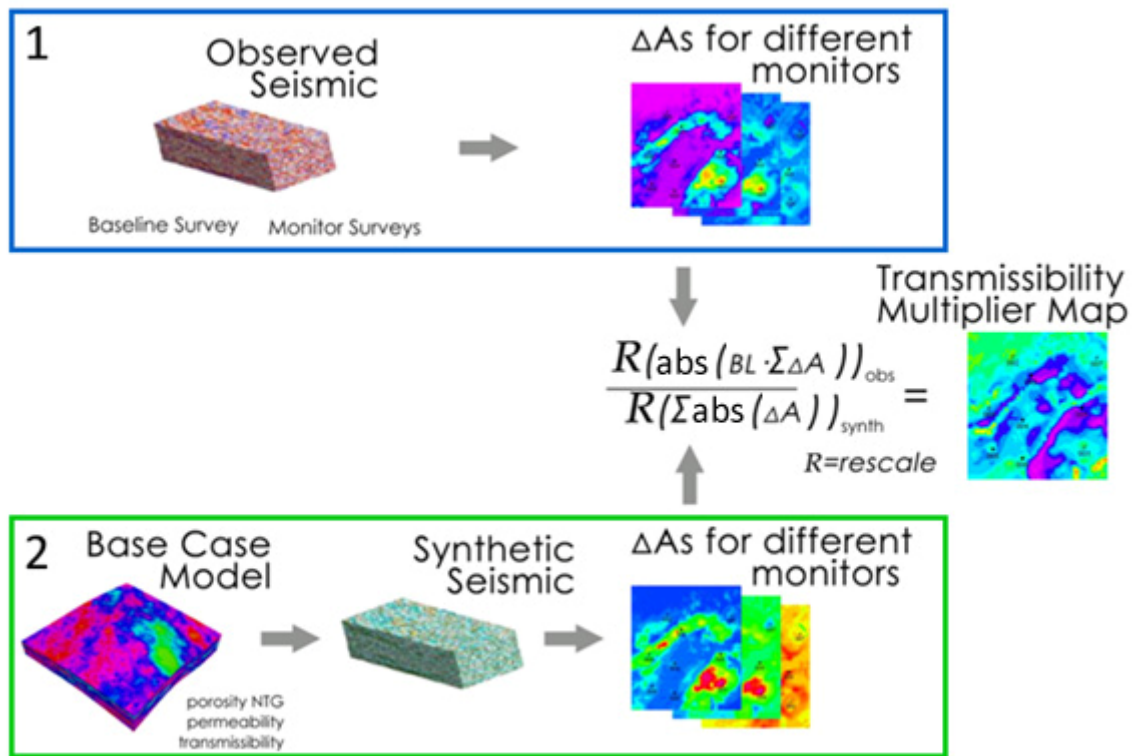 1
Observed
Seismic
Baseline Survey
Monitor Surveys
ΔAs for different
monitors
R(abs(BL·ΣΔA))obs
R(Σabs(ΔA))synth
=
R=rescale
Transmissibility
Multiplier Map
2
Base Case
Model
porosity NTG
permeability
transmissibility
Synthetic
Seismic
ΔAs for different
monitors